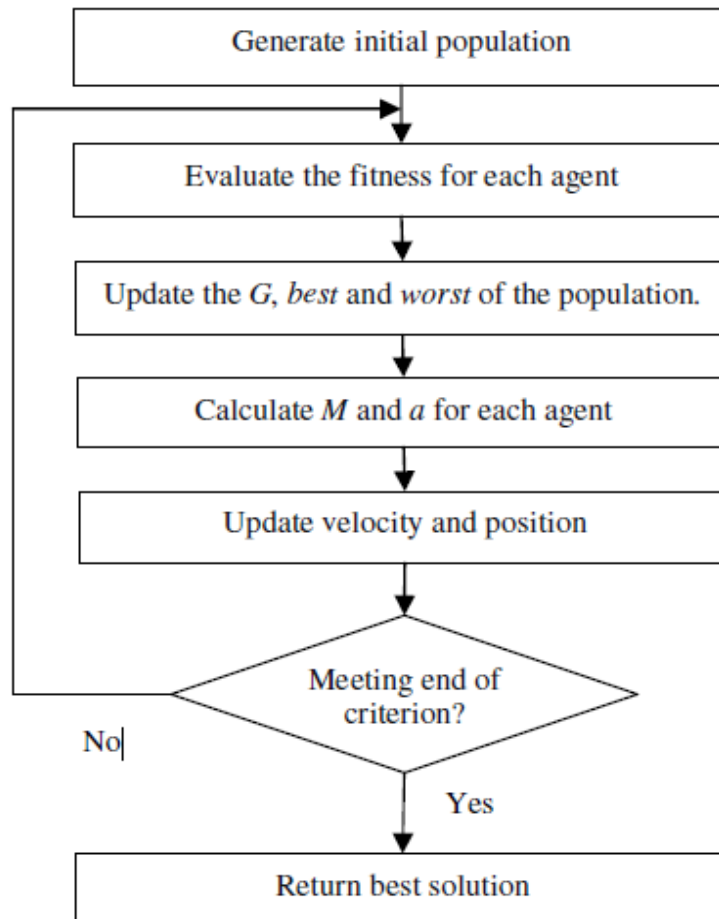 Generate initial population
Evaluate the fitness for each agent
Update the G, best and worst of the population.
Calculate M and a for each agent
Update velocity and position
Meeting end of
criterion?
No
Yes
Return best solution